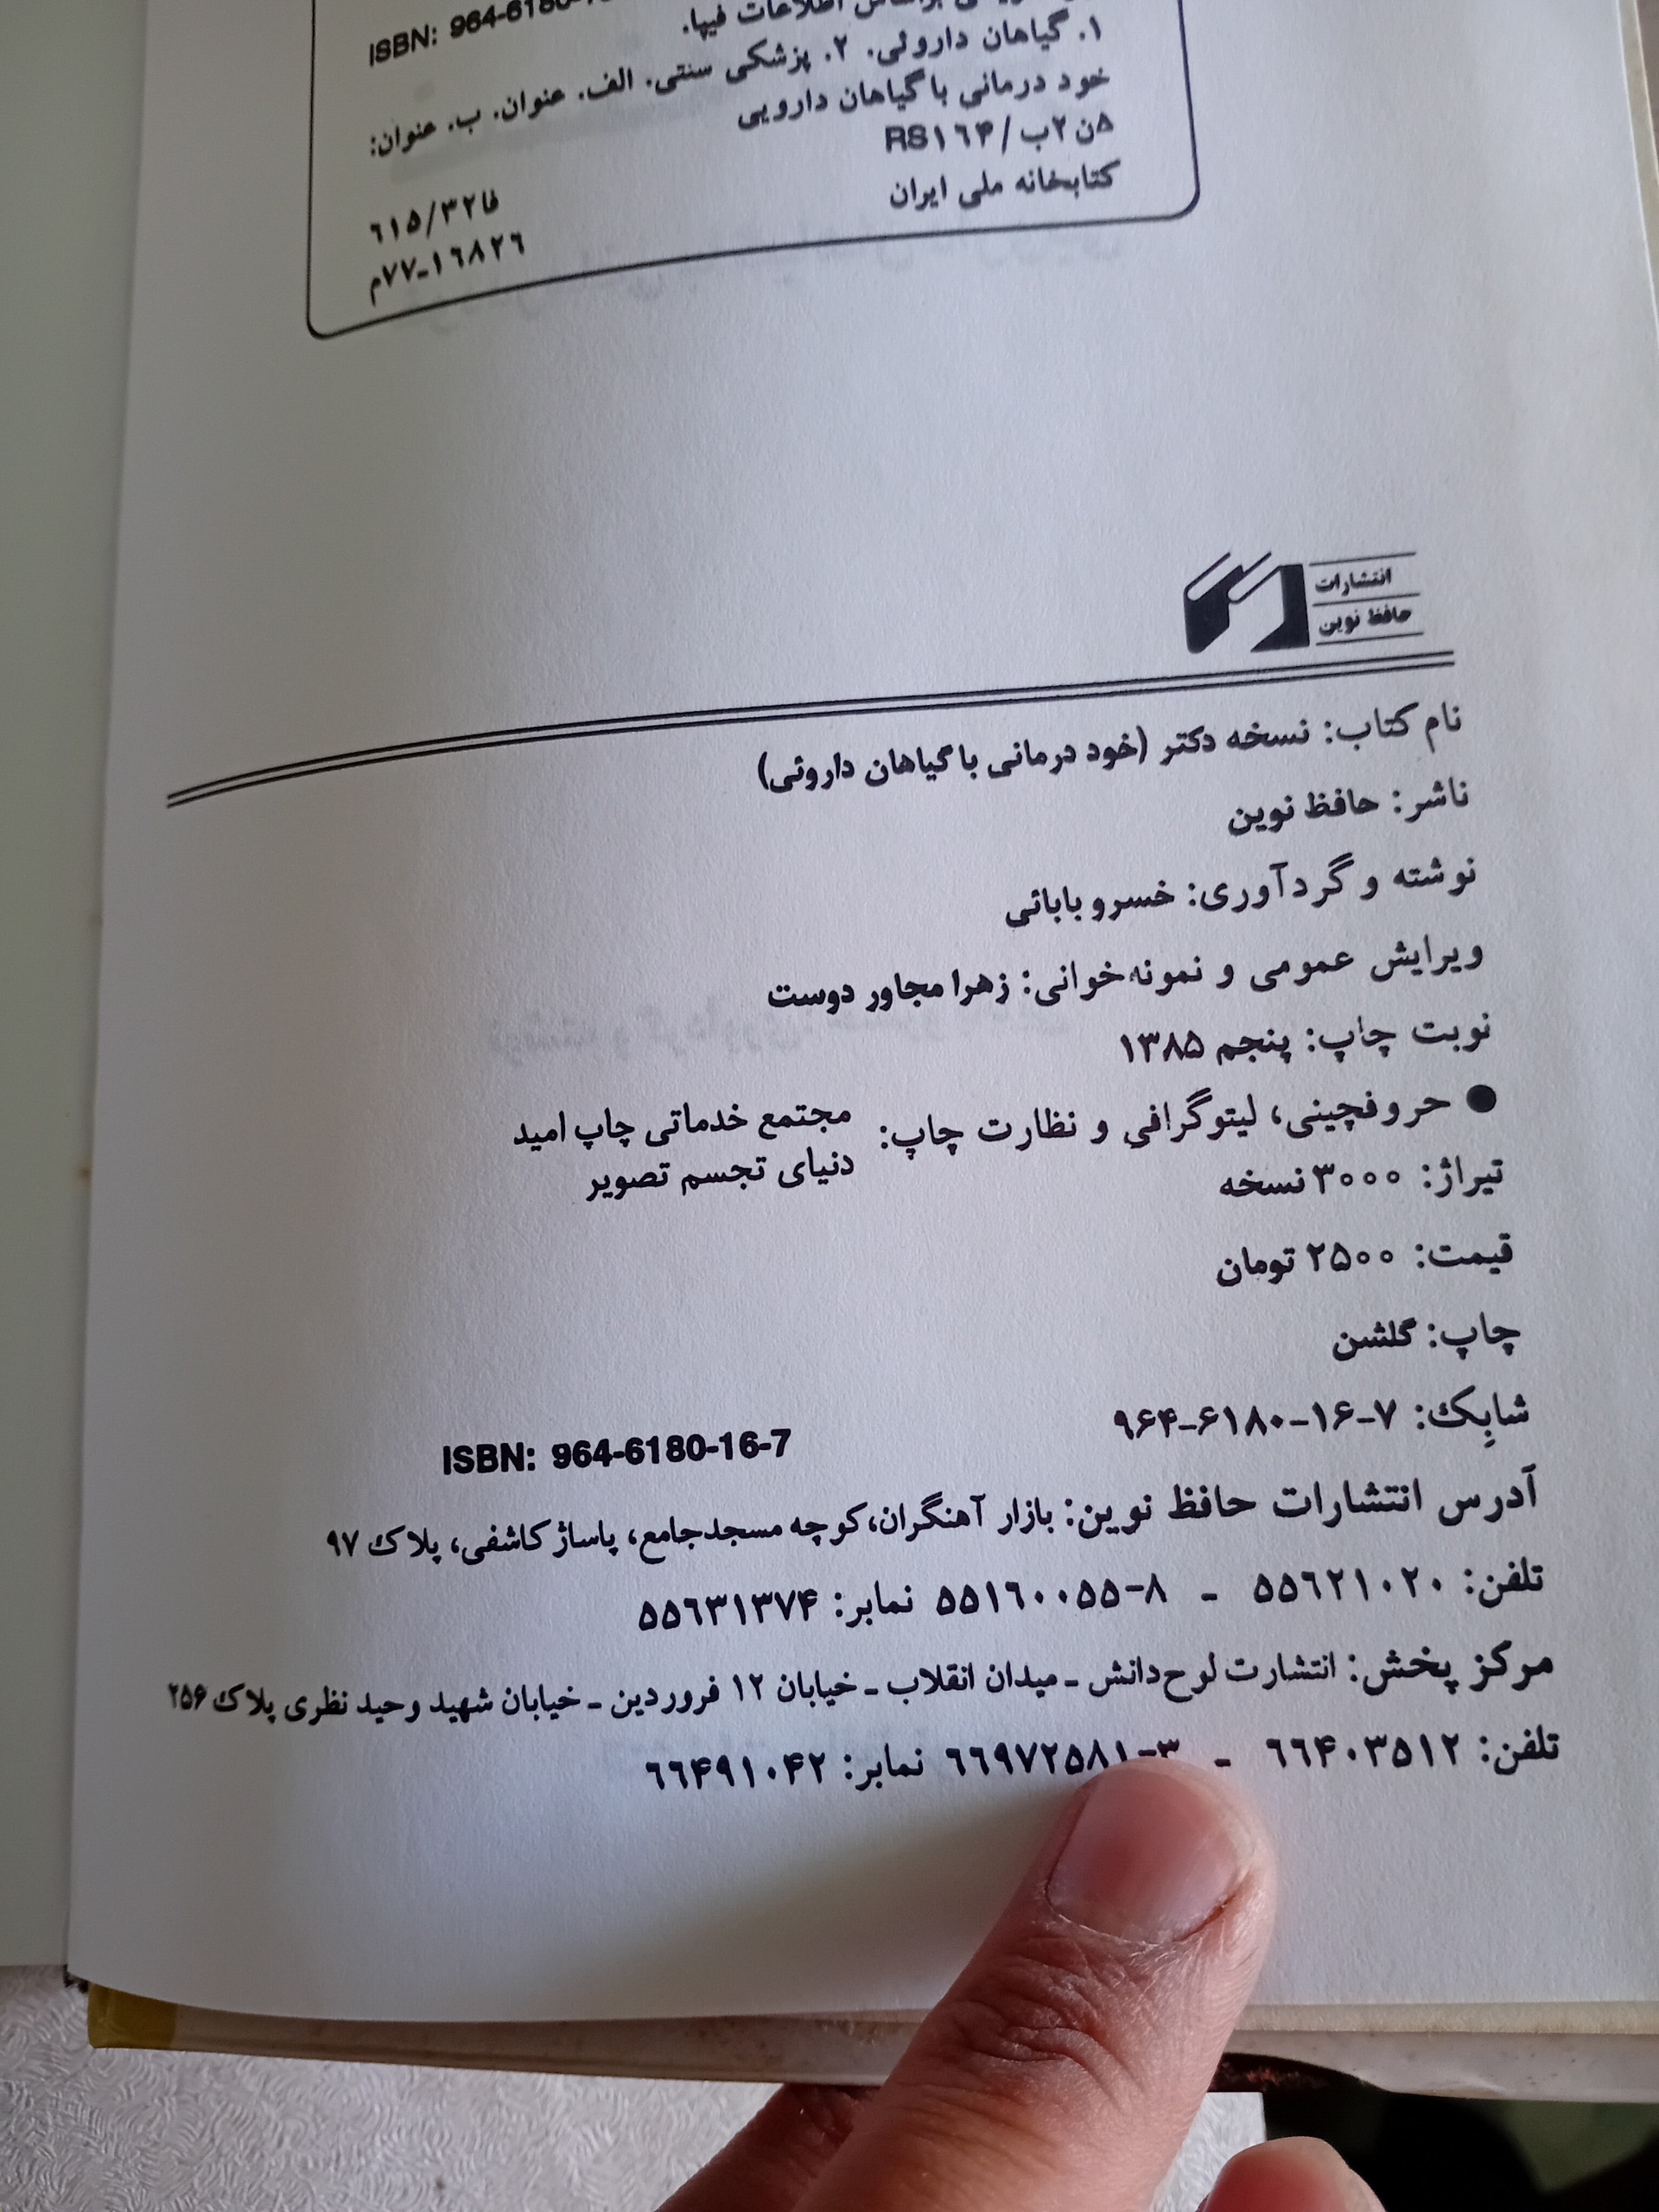 ISBN: 964-6180-
اطلاعات فیپا.
۱. گیاهان داروئی. ۲. پزشکی سنتی. الف. عنوان. ب. عنوان:
خود درمانی با گیاهان دارویی
۵ن۲ب/RS۱۶۴
۶۱۵/۳۲فا
کتابخانه ملی ایران
۷۷-۱۶۸۲۶م
انتشارات
حافظ نوین
نام کتاب: نسخه دکتر (خود درمانی با گیاهان داروئی)
ناشر: حافظ نوین
نوشته و گردآوری: خسرو بابائی
ویرایش عمومی و نمونه‌خوانی: زهرا مجاور دوست
نوبت چاپ: پنجم ۱۳۸۵
● حروفچینی، لیتوگرافی و نظارت چاپ: مجتمع خدماتی چاپ امید
دنیای تجسم تصویر
تیراژ: ۳۰۰۰ نسخه
قیمت: ۲۵۰۰ تومان
چاپ: گلشن
شابِک: ۷-۱۶-۶۱۸۰-۹۶۴
ISBN: 964-6180-16-7
آدرس انتشارات حافظ نوین: بازار آهنگران، کوچه مسجدجامع، پاساژ کاشفی، پلاک ۹۷
تلفن: ۵۵۶۲۱۰۲۰ - ۸-۵۵۱۶۰۰۵۵ نمابر: ۵۵۶۳۱۳۷۴
مرکز پخش: انتشارت لوح‌دانش - میدان انقلاب - خیابان ۱۲ فروردین - خیابان شهید وحید نظری پلاک ۲۵۶
تلفن: ۶۶۴۰۳۵۱۲ - ۳-۶۶۹۷۲۵۸۱ نمابر: ۶۶۴۹۱۰۴۲